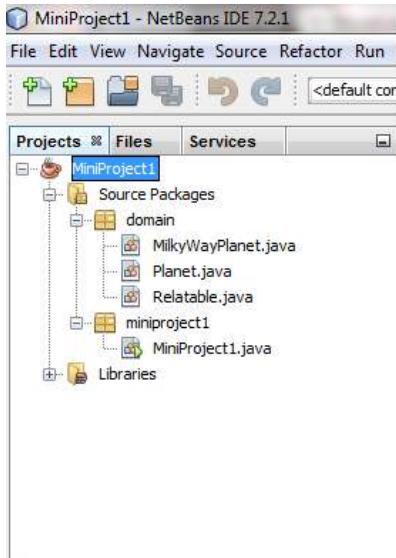 MiniProject1 - NetBeans IDE 7.2.1
File Edit View Navigate Source Refactor Run
<default con
Projects Files Services
MiniProject1
Source Packages
domain
MilkyWayPlanet.java
Planet.java
Relatable.java
miniproject1
MiniProject1.java
Libraries